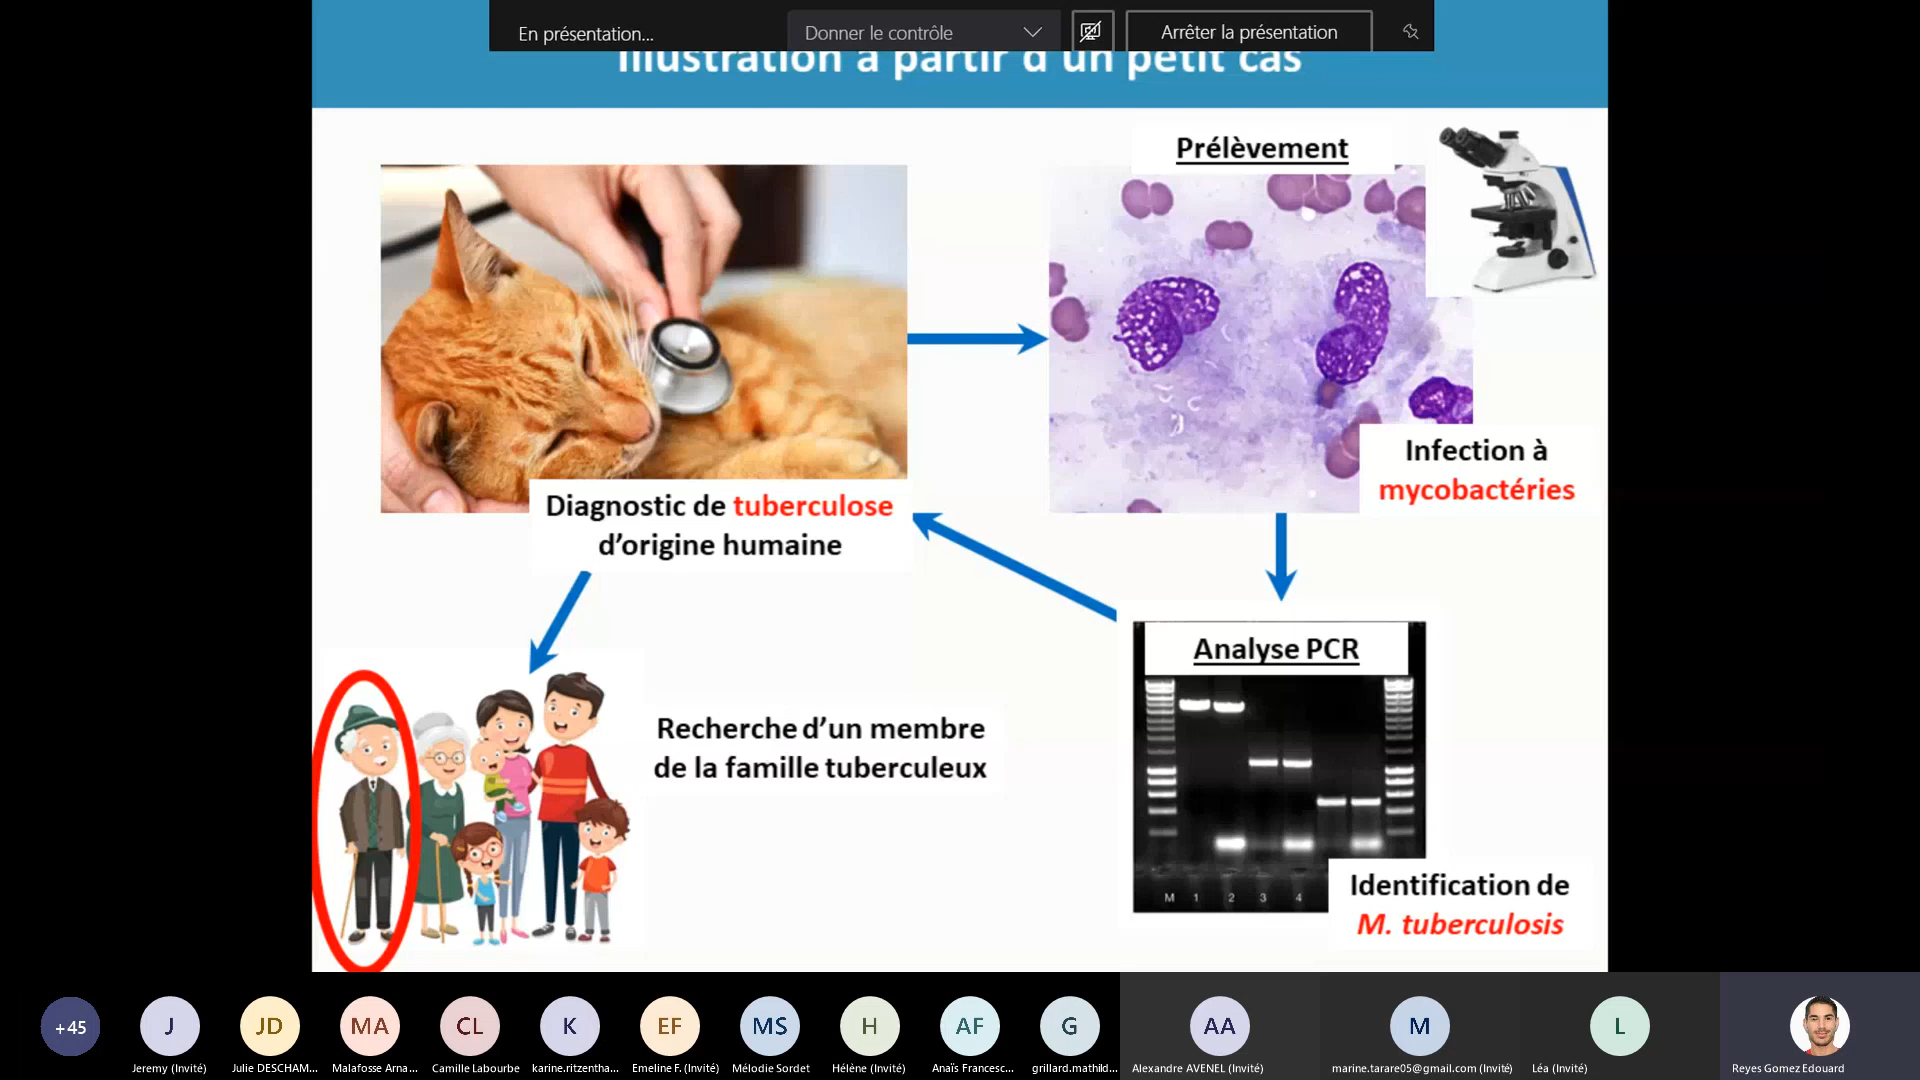 En présentation...
Donner le contrôle
Arrêter la présentation
Illustration à partir d'un petit cas
Prélèvement
Infection à
mycobactéries
Diagnostic de tuberculose
d'origine humaine
Analyse PCR
Recherche d'un membre
de la famille tuberculeux
M 1 2 3 4
Identification de
M. tuberculosis
+45
J
JD
MA
CL
K
EF
MS
H
AF
G
AA
M
L
Jeremy (Invité)
Julie DESCHAM...
Malafosse Arna...
Camille Labourbe
karine.ritzentha...
Emeline F. (Invité)
Mélodie Sordet
Hélène (Invité)
Anaïs Francesc...
grillard.mathild...
Alexandre AVENEL (Invité)
marine.tarare05@gmail.com (Invité)
Léa (Invité)
Reyes Gomez Edouard